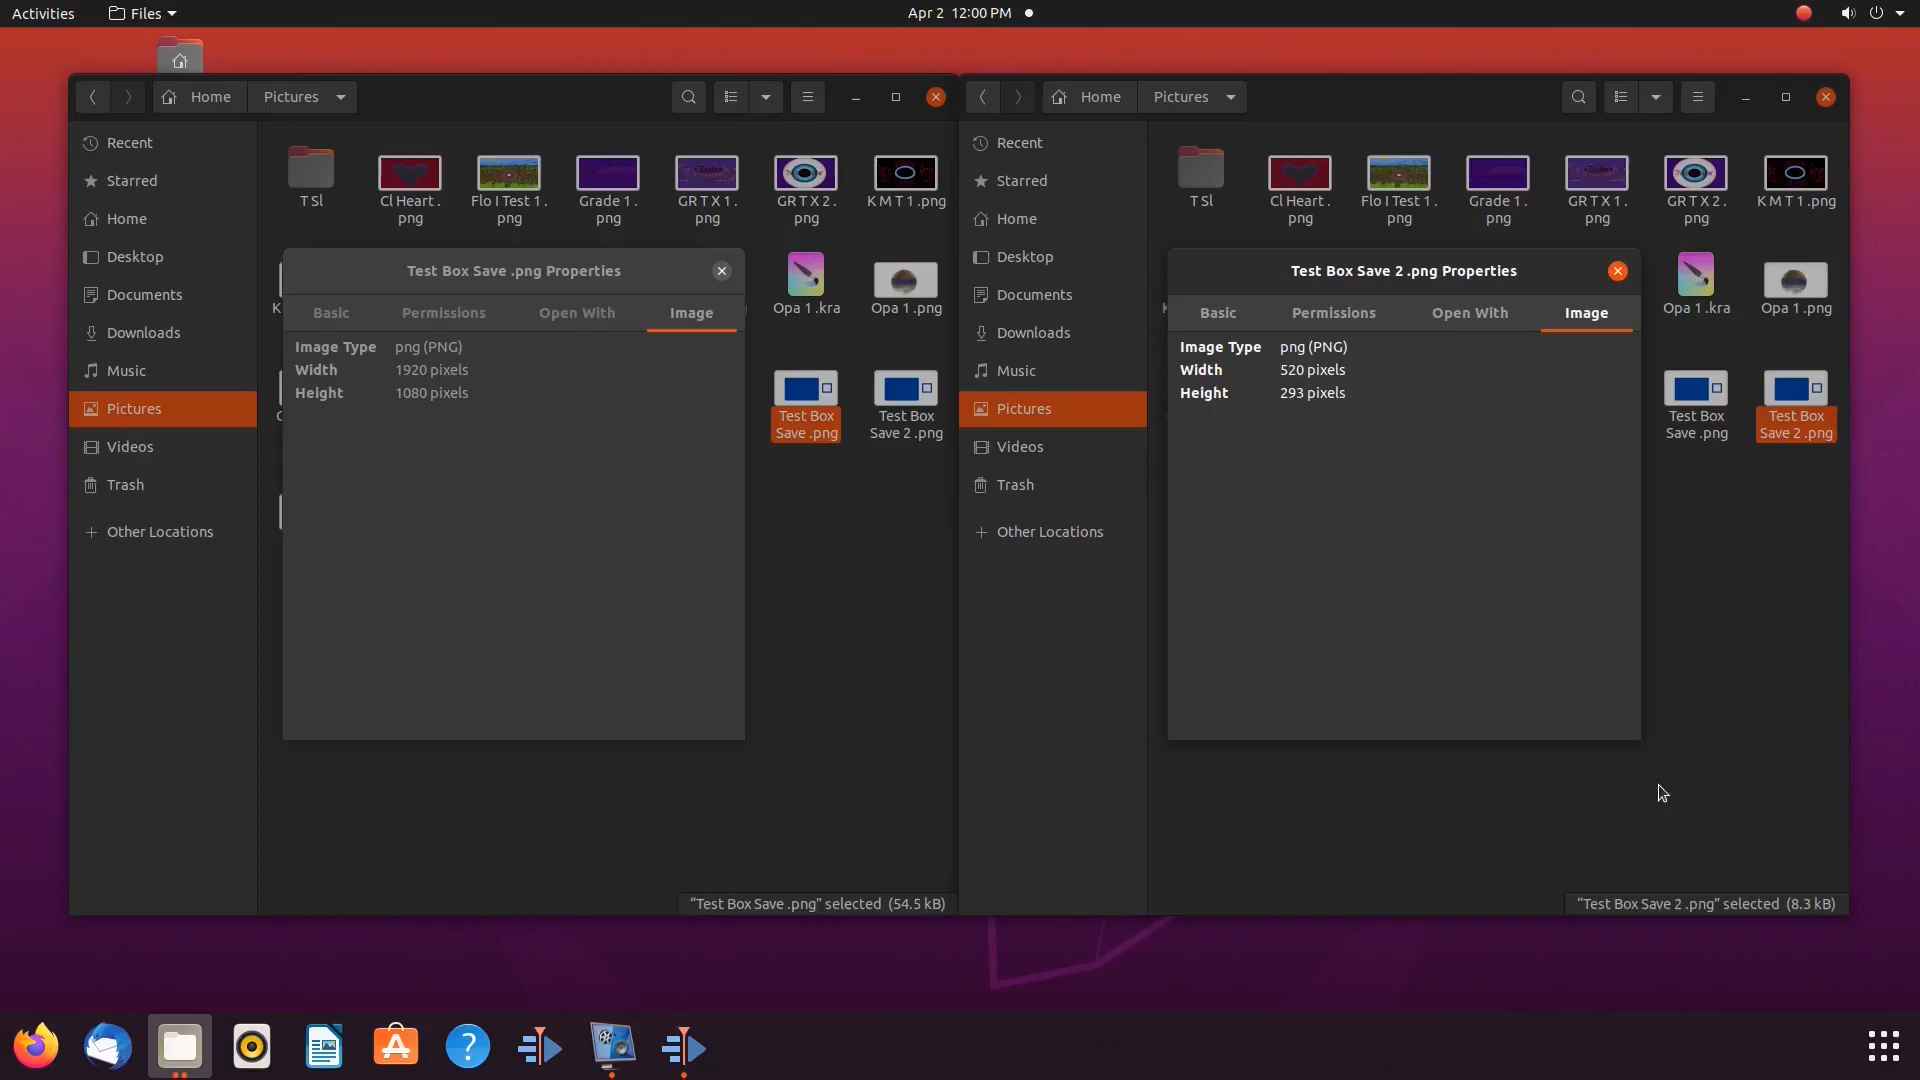 Activities
Files
Apr 2 12:00 PM
Home
Pictures
Recent
Starred
Home
Desktop
Documents
Downloads
Music
Pictures
Videos
Trash
Other Locations
T Sl
Cl Heart .
png
Flo I Test 1 .
png
Grade 1 .
png
GR T X 1 .
png
GR T X 2 .
png
K M T 1 .png
K
Opa 1 .kra
Opa 1 .png
Test Box
Save .png
Test Box
Save 2 .png
Test Box Save .png Properties
Basic
Permissions
Open With
Image
Image Type png (PNG)
Width 1920 pixels
Height 1080 pixels
"Test Box Save .png" selected (54.5 kB)
Home
Pictures
Recent
Starred
Home
Desktop
Documents
Downloads
Music
Pictures
Videos
Trash
Other Locations
T Sl
Cl Heart .
png
Flo I Test 1 .
png
Grade 1 .
png
GR T X 1 .
png
GR T X 2 .
png
K M T 1 .png
Opa 1 .kra
Opa 1 .png
Test Box
Save .png
Test Box
Save 2 .png
Test Box Save 2 .png Properties
Basic
Permissions
Open With
Image
Image Type png (PNG)
Width 520 pixels
Height 293 pixels
"Test Box Save 2 .png" selected (8.3 kB)